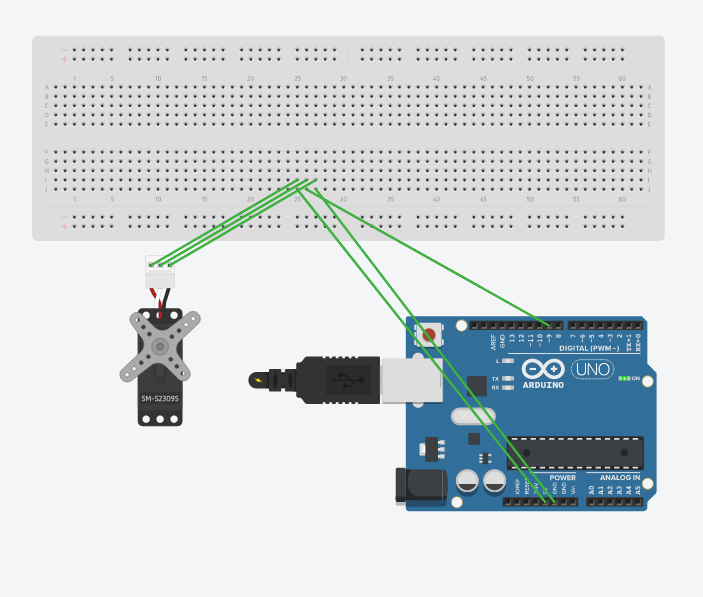 − −
+ +
1 5 10 15 20 25 30 35 40 45 50 55 60
A A
B B
C C
D D
E E
F F
G G
H H
I I
J J
1 5 10 15 20 25 30 35 40 45 50 55 60
− −
+ +
SM-S2309S
AREF
GND
13
12
~11
~10
~9
8
7
~6
~5
4
~3
2
TX→1
RX←0
DIGITAL (PWM~)
L
TX
RX
ARDUINO
UNO
ON
POWER
ANALOG IN
IOREF
RESET
3.3V
5V
GND
GND
Vin
A0
A1
A2
A3
A4
A5